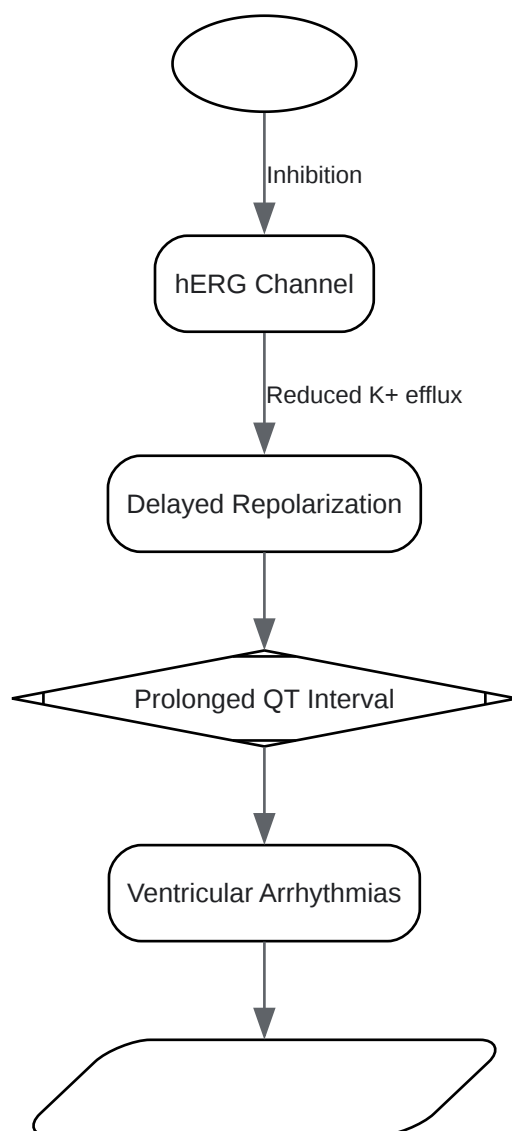 Inhibition
hERG Channel
Reduced K+ efflux
Delayed Repolarization
Prolonged QT Interval
Ventricular Arrhythmias